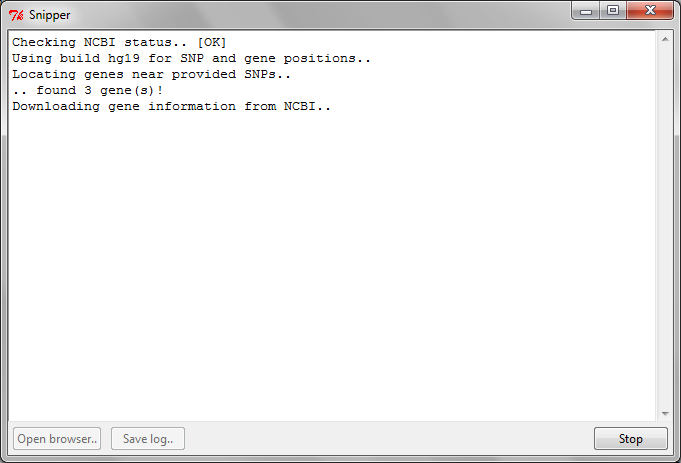 Snipper
Checking NCBI status.. [OK]
Using build hg19 for SNP and gene positions..
Locating genes near provided SNPs..
.. found 3 gene(s)!
Downloading gene information from NCBI..
Open browser..
Save log..
Stop